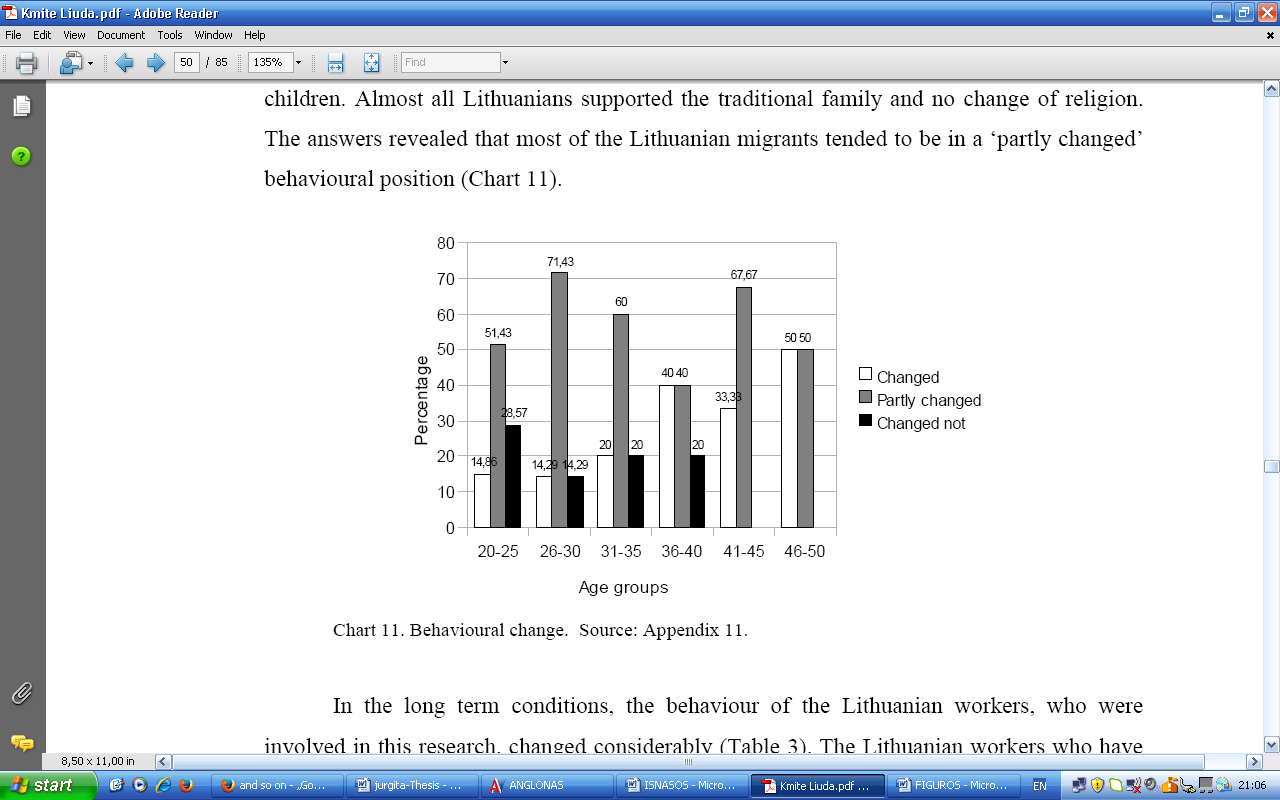 Kmite Liuda.pdf - Adobe Reader
File Edit View Document Tools Window Help
50 / 85 135% Find
children. Almost all Lithuanians supported the traditional family and no change of religion.
The answers revealed that most of the Lithuanian migrants tended to be in a ‘partly changed’
behavioural position (Chart 11).
80
70
60
50
40
30
20
10
0
Percentage
14,86 51,43 28,57
14,29 71,43 14,29
20 60 20
40 40 20
33,33 67,67
50 50
20-25 26-30 31-35 36-40 41-45 46-50
Age groups
Changed
Partly changed
Changed not
Chart 11. Behavioural change. Source: Appendix 11.
In the long term conditions, the behaviour of the Lithuanian workers, who were
involved in this research, changed considerably (Table 3). The Lithuanian workers who have
8,50 x 11,00 in
start and so on - „Go... jurgita-Thesis - ... ANGLONAS ISNASOS - Micro... Kmite Liuda.pdf ... FIGUROS - Micro... EN 21:06